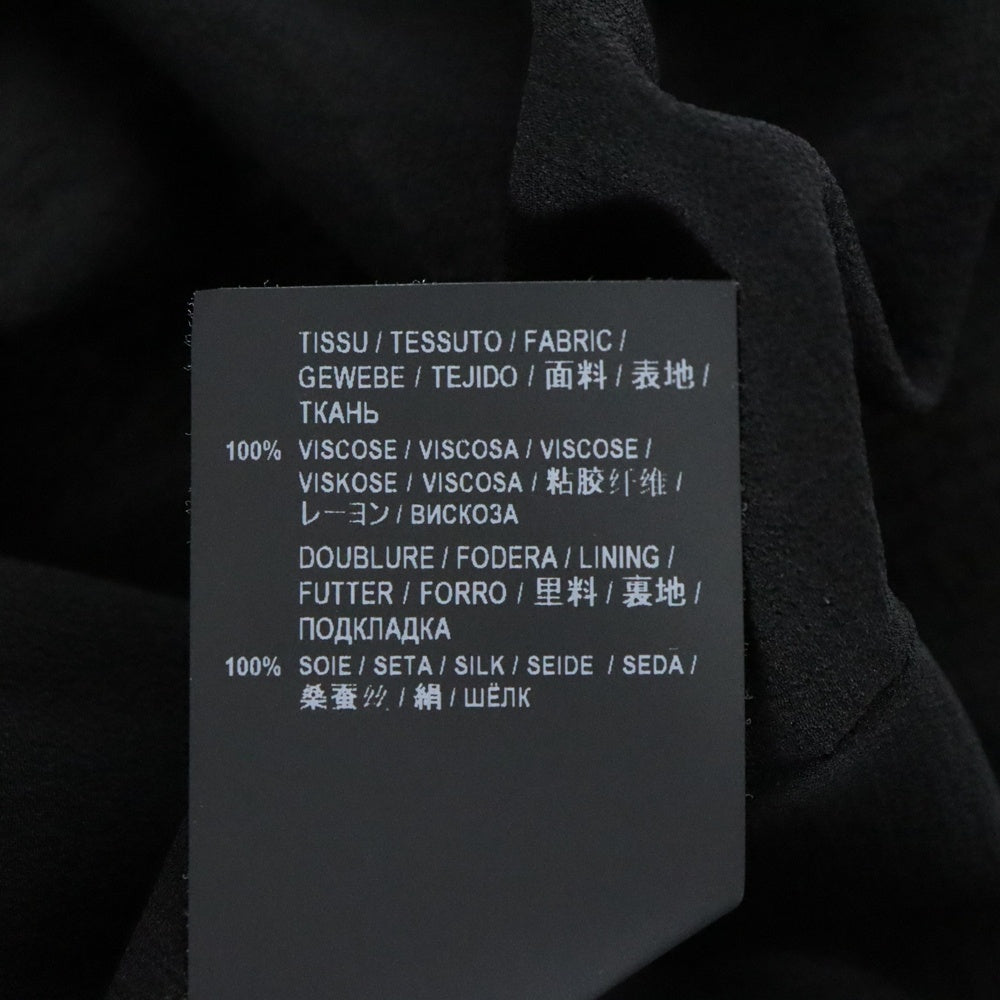 TISSU / TESSUTO / FABRIC /
GEWEBE / TEJIDO / 面料 / 表地 /
ТКАНЬ
100% VISCOSE / VISCOSA / VISCOSE /
VISKOSE / VISCOSA / 粘胶纤维 /
レーヨン / ВИСКОЗА
DOUBLURE / FODERA / LINING /
FUTTER / FORRO / 里料 / 裏地 /
ПОДКЛАДКА
100% SOIE / SETA / SILK / SEIDE / SEDA /
桑蚕丝 / 絹 / ШЁЛК